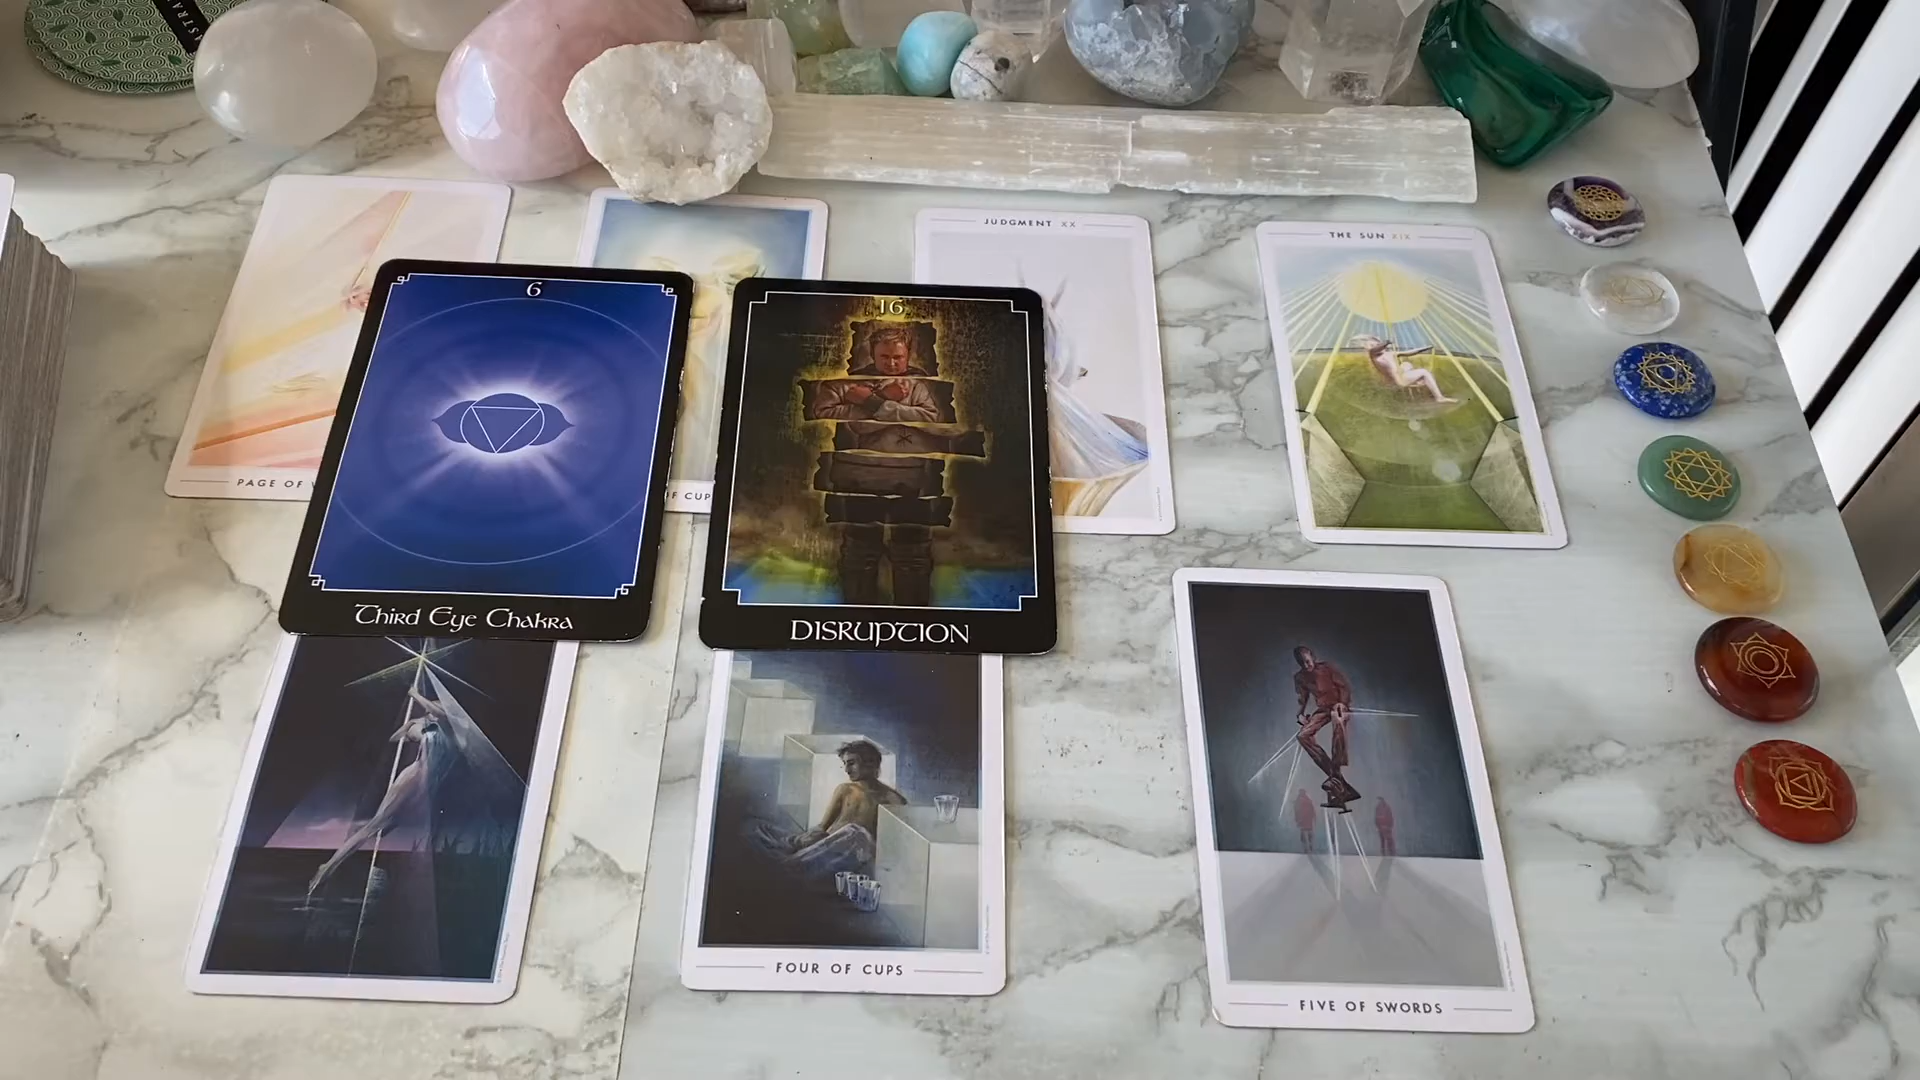 JUDGMENT XX
THE SUN XIX
6
16
PAGE OF
OF CUP
Third Eye Chakra
DISRUPTION
FOUR OF CUPS
FIVE OF SWORDS